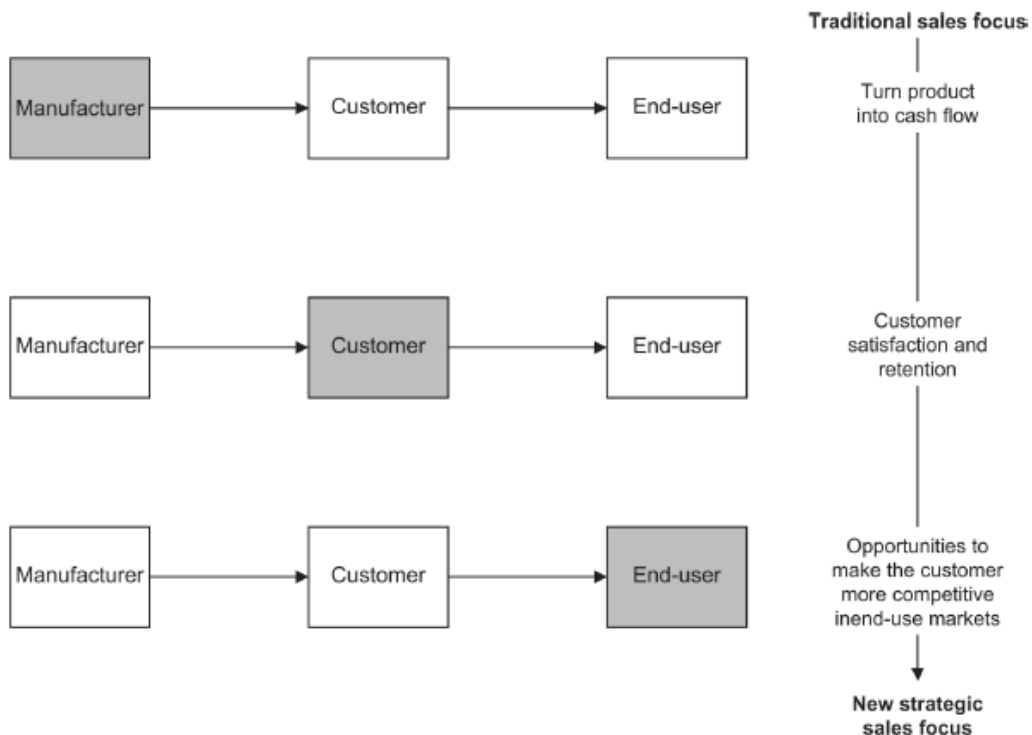 Traditional sales focus
Manufacturer
Customer
End-user
Turn product
into cash flow
Manufacturer
Customer
End-user
Customer
satisfaction and
retention
Manufacturer
Customer
End-user
Opportunities to
make the customer
more competitive
inend-use markets
New strategic
sales focus